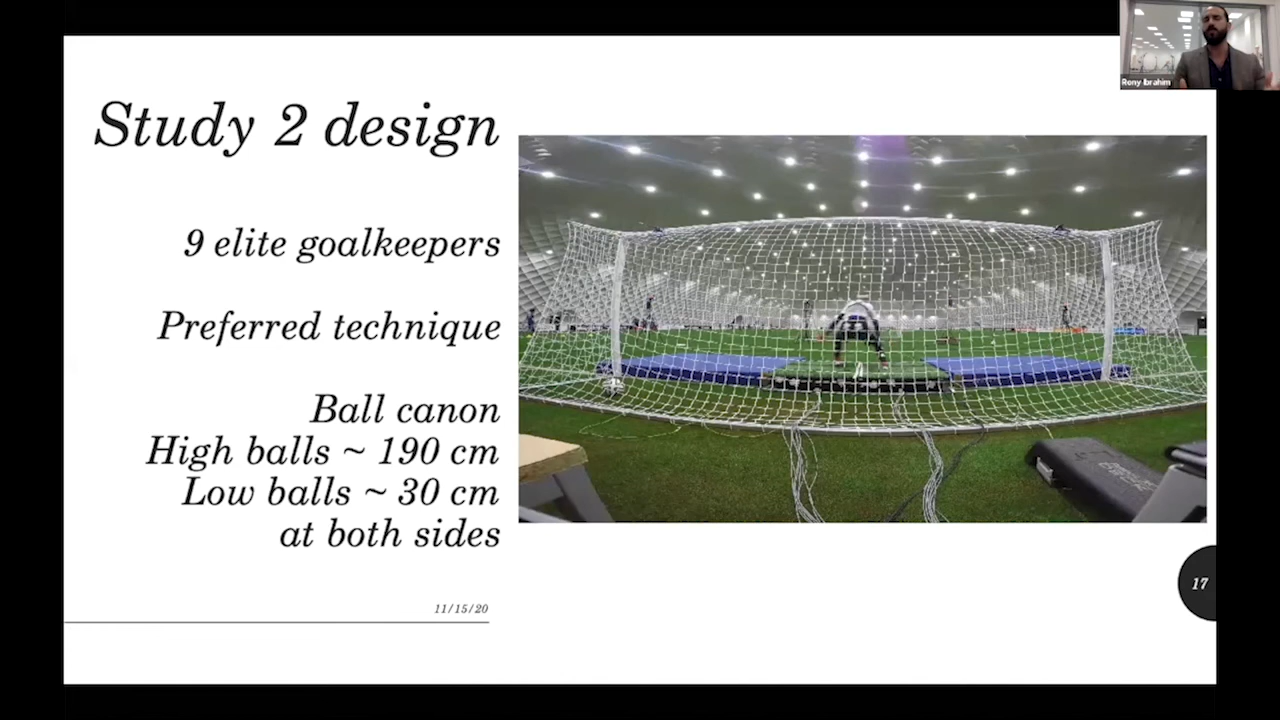 Reny Ibrahim
Study 2 design
9 elite goalkeepers
Preferred technique
Ball canon
High balls ~ 190 cm
Low balls ~ 30 cm
at both sides
11/15/20
17